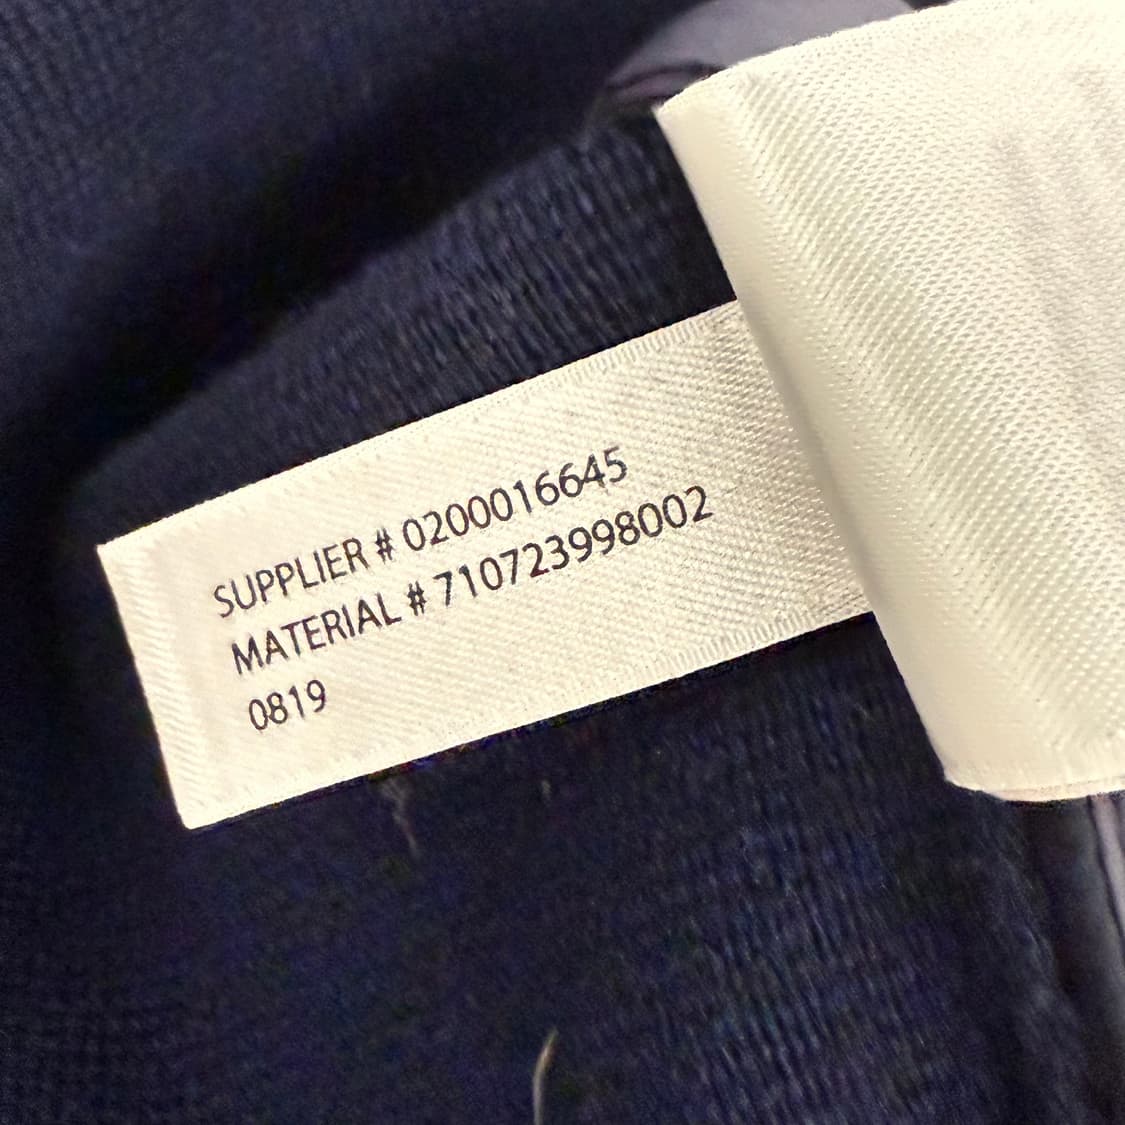 SUPPLIER # 0200016645
MATERIAL # 710723998002
0819